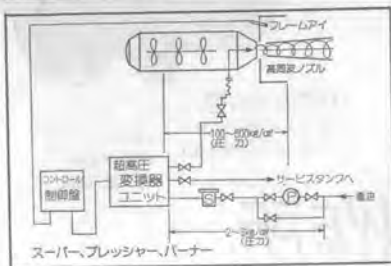 フレームアイ
高周波ノズル
100~600kg/cm²
(圧力)
超高圧
変換器
ユニット
コントロール
制御盤
サービスタンクへ
重油
S
P
(圧力)
スーパー、プレッシャー、バーナー